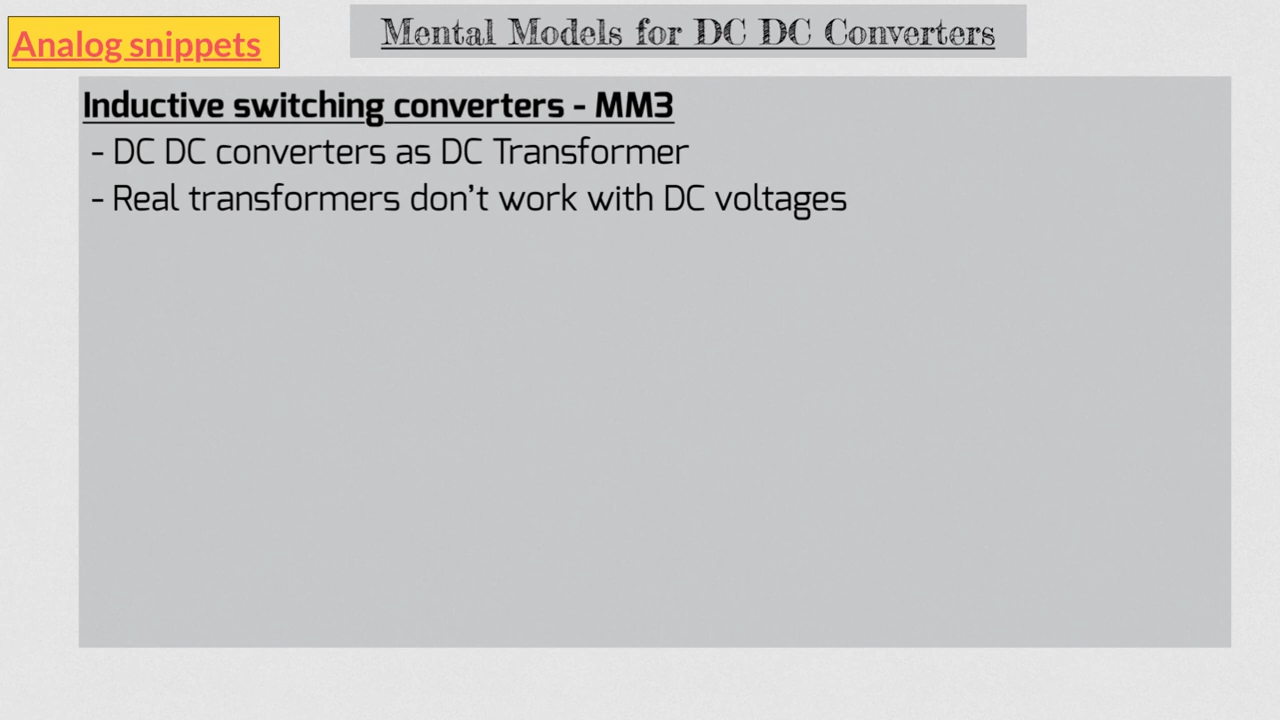 Analog snippets
Mental Models for DC DC Converters
Inductive switching converters - MM3
- DC DC converters as DC Transformer
- Real transformers don't work with DC voltages